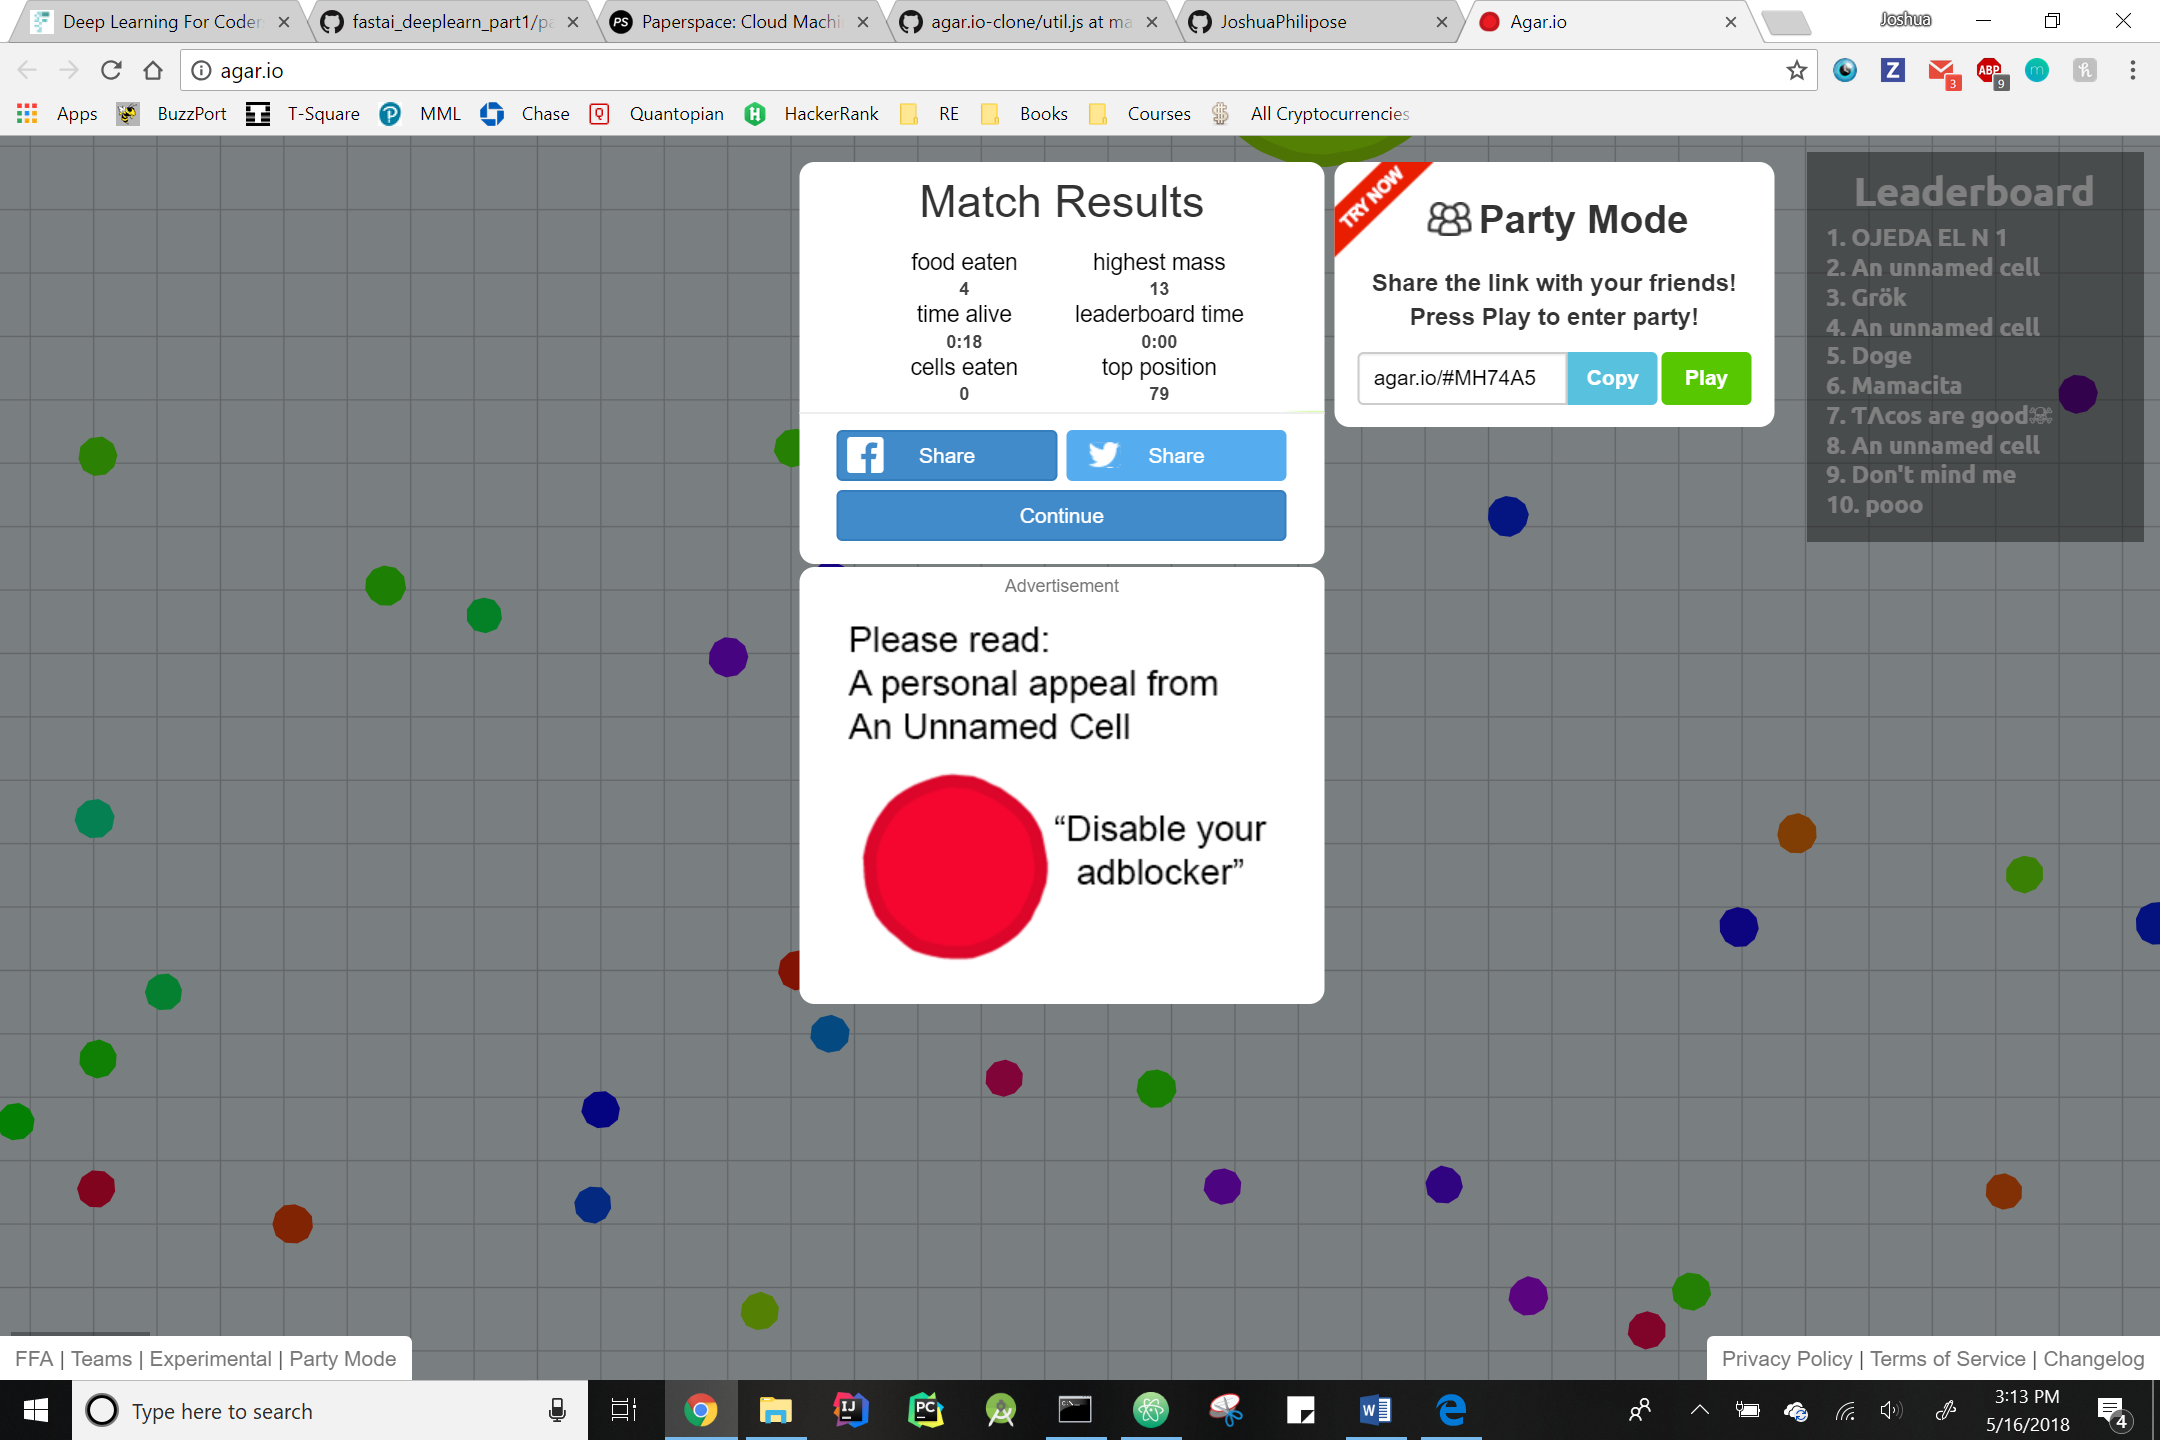 Deep Learning For Coder
fastai_deeplearn_part1/pa
Paperspace: Cloud Machi
agar.io-clone/util.js at ma
JoshuaPhilipose
Agar.io
Joshua
agar.io
Z
3
ABP
9
m
h
Apps
BuzzPort
T-Square
MML
Chase
Quantopian
HackerRank
RE
Books
Courses
All Cryptocurrencies
Match Results
food eaten
4
highest mass
13
time alive
0:18
leaderboard time
0:00
cells eaten
0
top position
79
Share
Share
Continue
TRY NOW
Party Mode
Share the link with your friends!
Press Play to enter party!
agar.io/#MH74A5
Copy
Play
Leaderboard
1. OJEDA EL N 1
2. An unnamed cell
3. Grök
4. An unnamed cell
5. Doge
6. Mamacita
7. TΛcos are good☠
8. An unnamed cell
9. Don't mind me
10. pooo
Advertisement
Please read:
A personal appeal from
An Unnamed Cell
“Disable your
adblocker”
FFA | Teams | Experimental | Party Mode
Privacy Policy | Terms of Service | Changelog
Type here to search
3:13 PM
5/16/2018
4